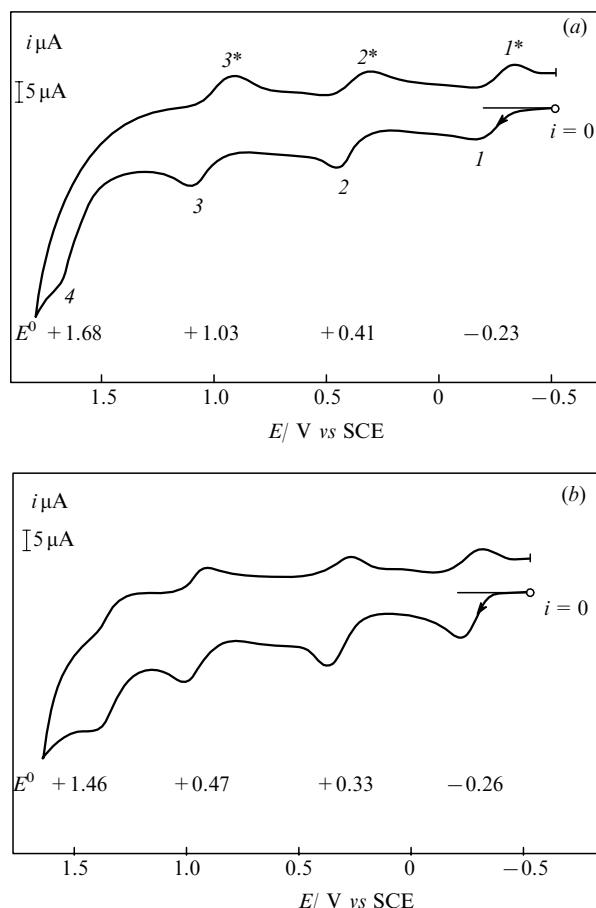 (a)
i μA
3* 2* 1*
5 μA
i = 0
1
3 2
4
E⁰ +1.68 +1.03 +0.41 −0.23
1.5 1.0 0.5 0 −0.5
E/ V vs SCE
(b)
i μA
5 μA
i = 0
E⁰ +1.46 +0.47 +0.33 −0.26
1.5 1.0 0.5 0 −0.5
E/ V vs SCE